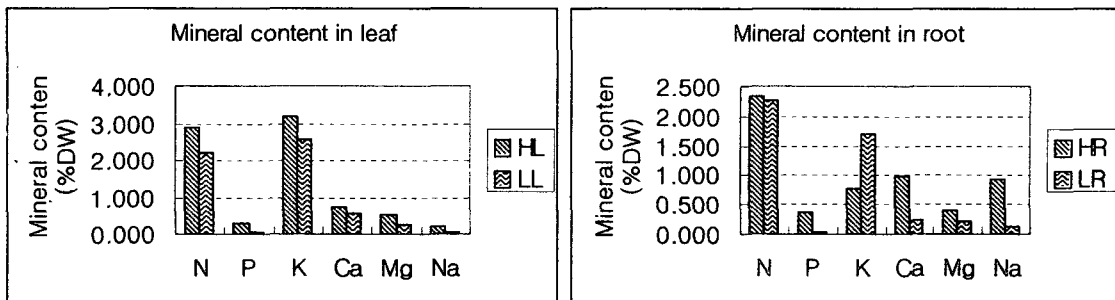 Mineral content in leaf
Mineral conten
(%DW)
4.000
3.000
2.000
1.000
0.000
N P K Ca Mg Na
HL
LL
Mineral content in root
Mineral conten
(%DW)
2.500
2.000
1.500
1.000
0.500
0.000
N P K Ca Mg Na
HR
LR